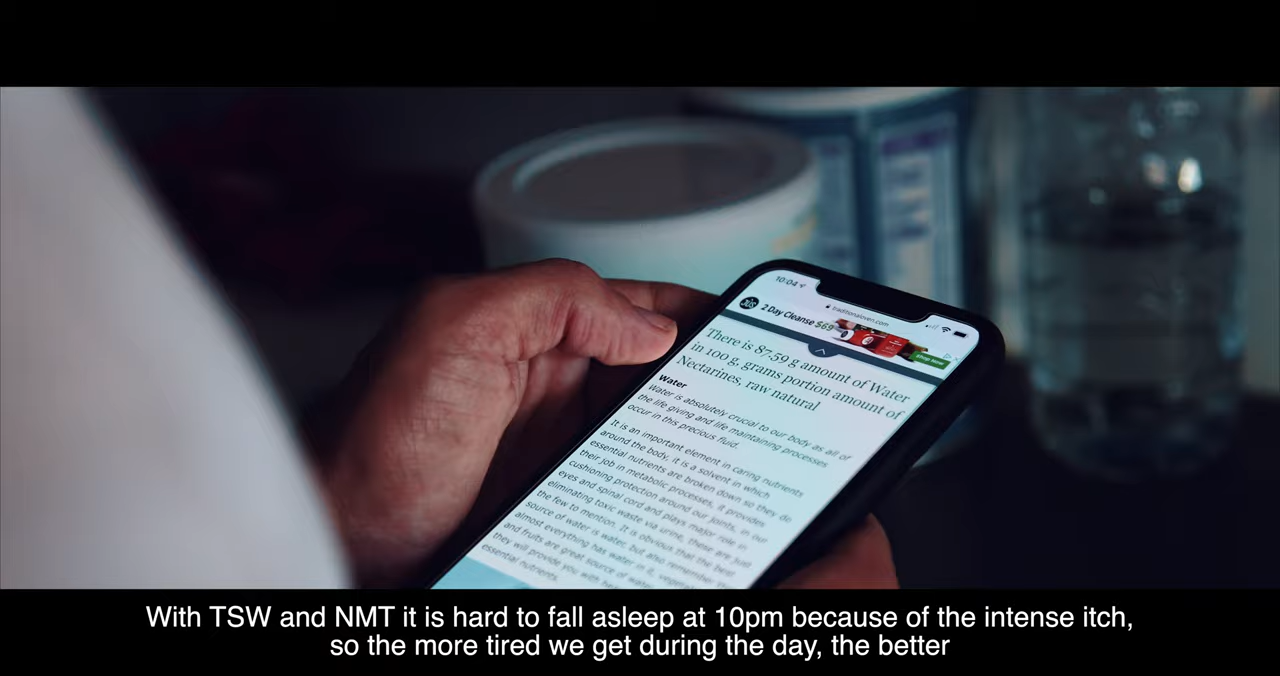 10:04
traditionaloven.com
JŪS
2 Day Cleanse $69
Shop Now
There is 87.59 g amount of Water
in 100 g, grams portion amount of
Nectarines, raw natural
Water
Water is absolutely crucial to our body as all of
the life giving and life maintaining processes
occur in this precious fluid.
It is an important element in caring nutrients
around the body, it is a solvent in which
essential nutrients are broken down so they do
their job in metabolic processes, it provides
cushioning protection around our joints, in our
eyes and spinal cord and plays major role in
eliminating toxic waste via urine, these are just
the few to mention. It is obvious that the best
source of water is water, but also remember that
almost everything has water in it, vegetables
and fruits are great source of water
they will provide you with
essential nutrients.
With TSW and NMT it is hard to fall asleep at 10pm because of the intense itch,
so the more tired we get during the day, the better